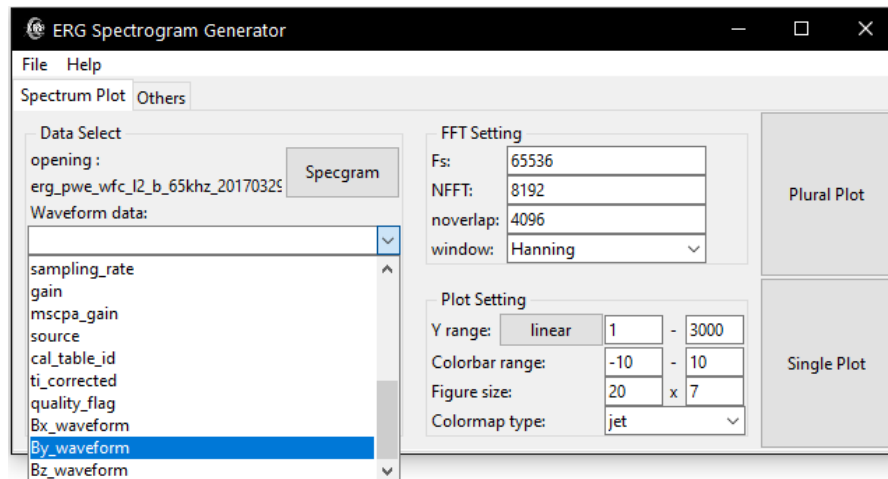 ERG Spectrogram Generator
File Help
Spectrum Plot Others
Data Select
opening :
erg_pwe_wfc_l2_b_65khz_20170329
Specgram
Waveform data:
sampling_rate
gain
mscpa_gain
source
cal_table_id
ti_corrected
quality_flag
Bx_waveform
By_waveform
Bz_waveform
FFT Setting
Fs: 65536
NFFT: 8192
noverlap: 4096
window: Hanning
Plot Setting
Y range: linear 1 - 3000
Colorbar range: -10 - 10
Figure size: 20 x 7
Colormap type: jet
Plural Plot
Single Plot